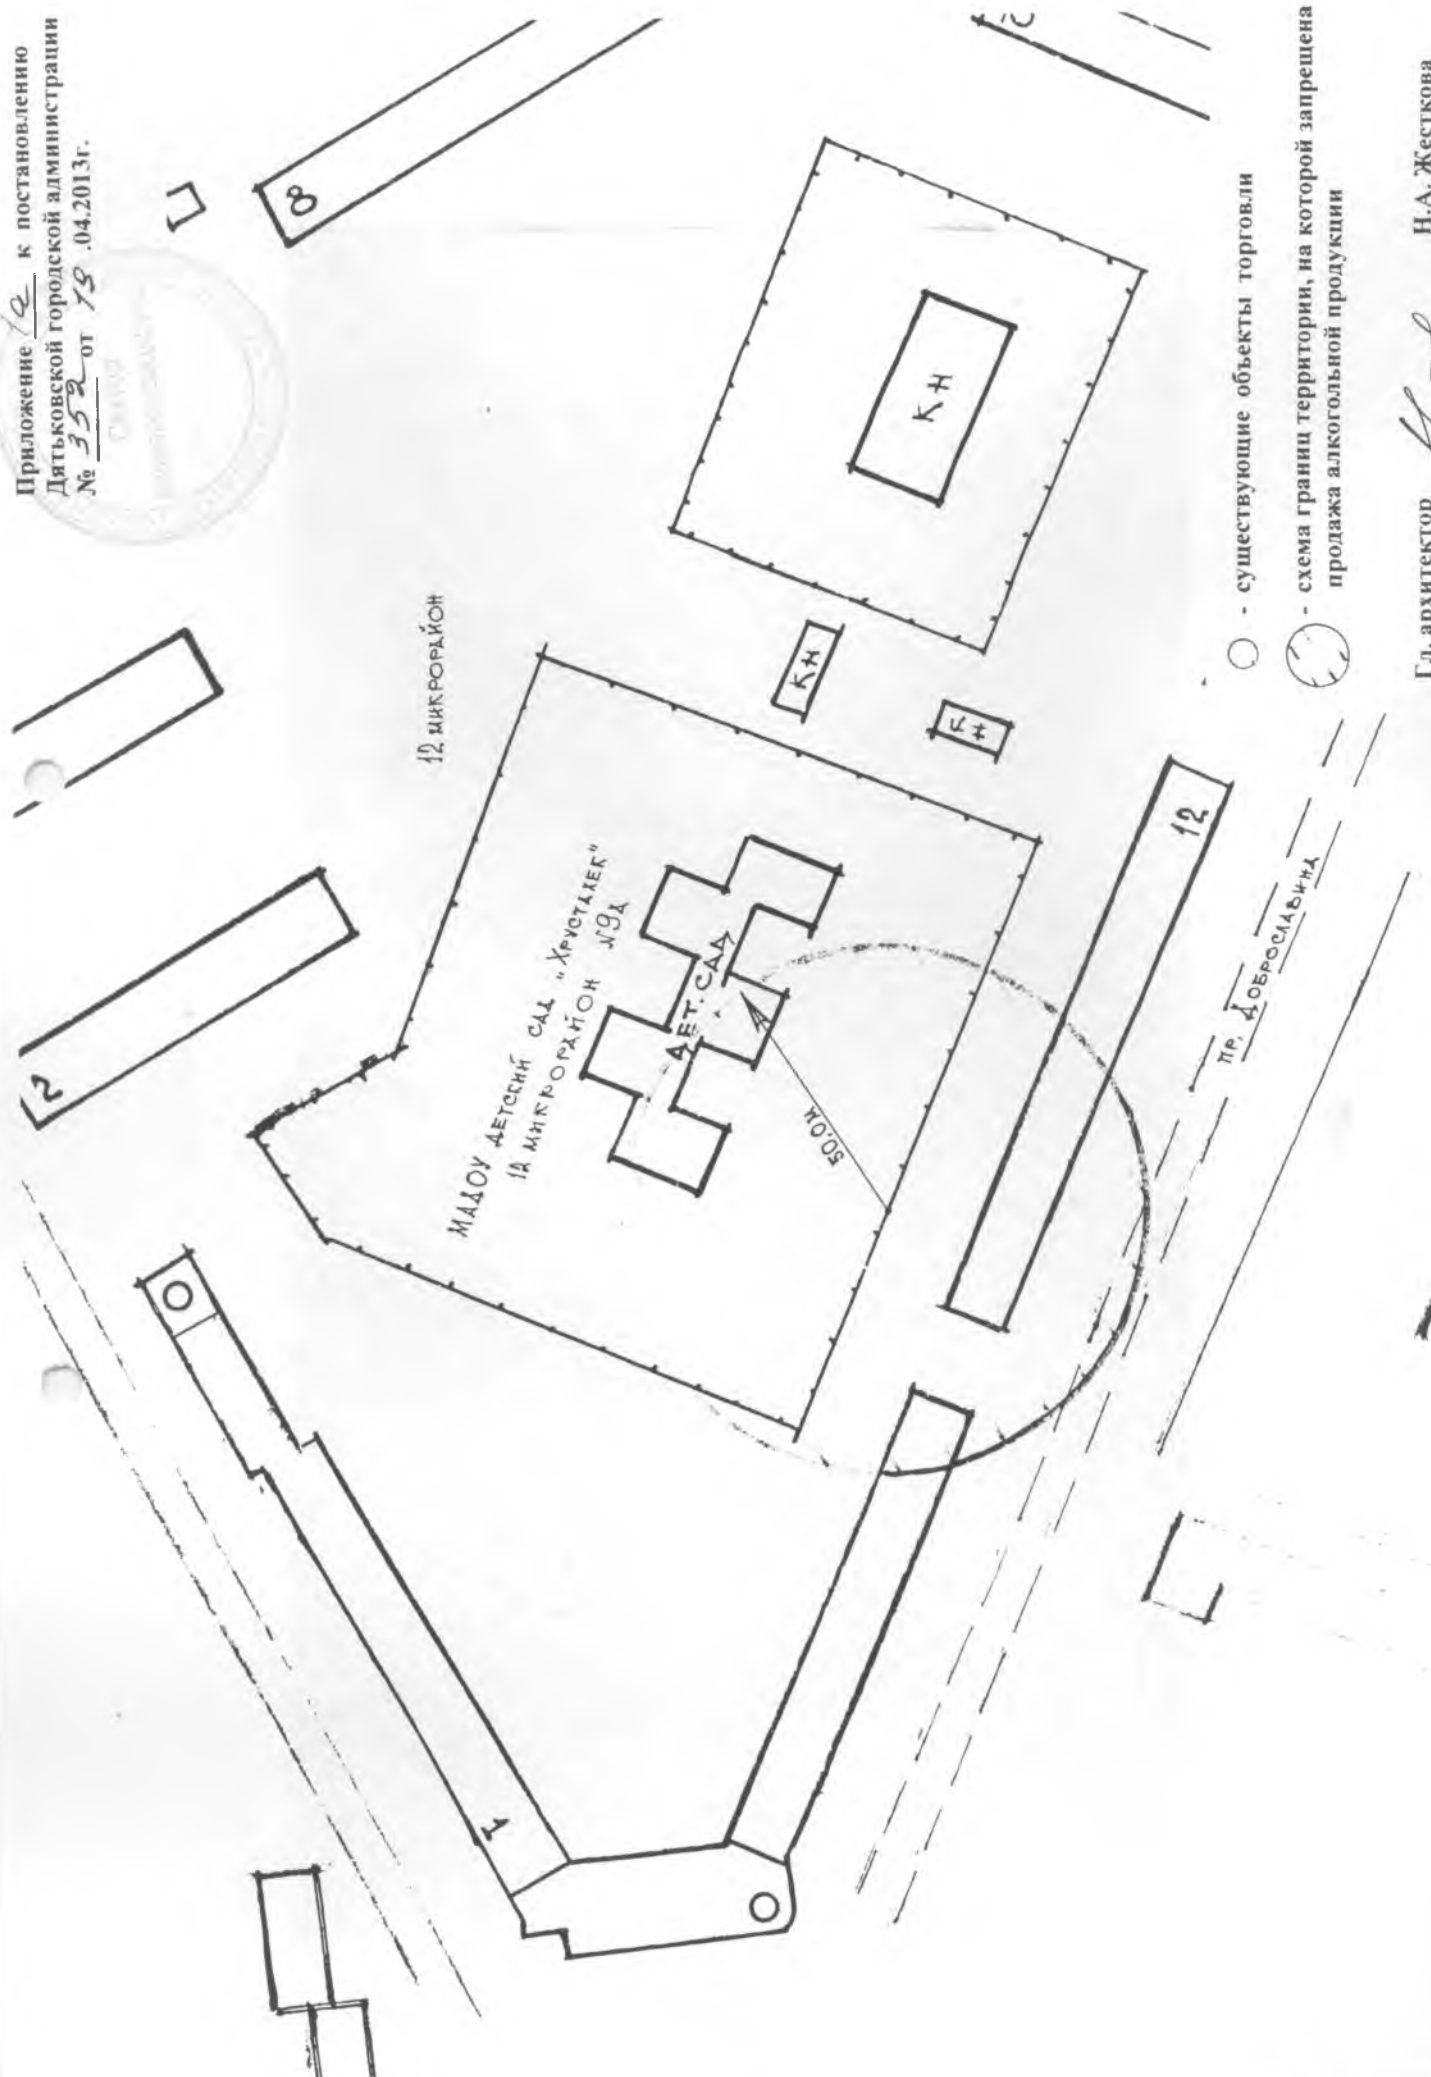 Приложение 1а к постановлению
Дятьковской городской администрации
№ 352 от 19 .04.2013г.
8
2
12 МИКРОРАЙОН
МАДОУ ДЕТСКИЙ САД "ХРУСТАЛЕК"
12 МИКРОРАЙОН №9А
ДЕТ. САД
50,0М
КН
КН
КН
1
12
ПР. ДОБРОСЛАВИНА
- существующие объекты торговли
- схема границ территории, на которой запрещена
продажа алкогольной продукции
Гл. архитектор Н.А. Жесткова